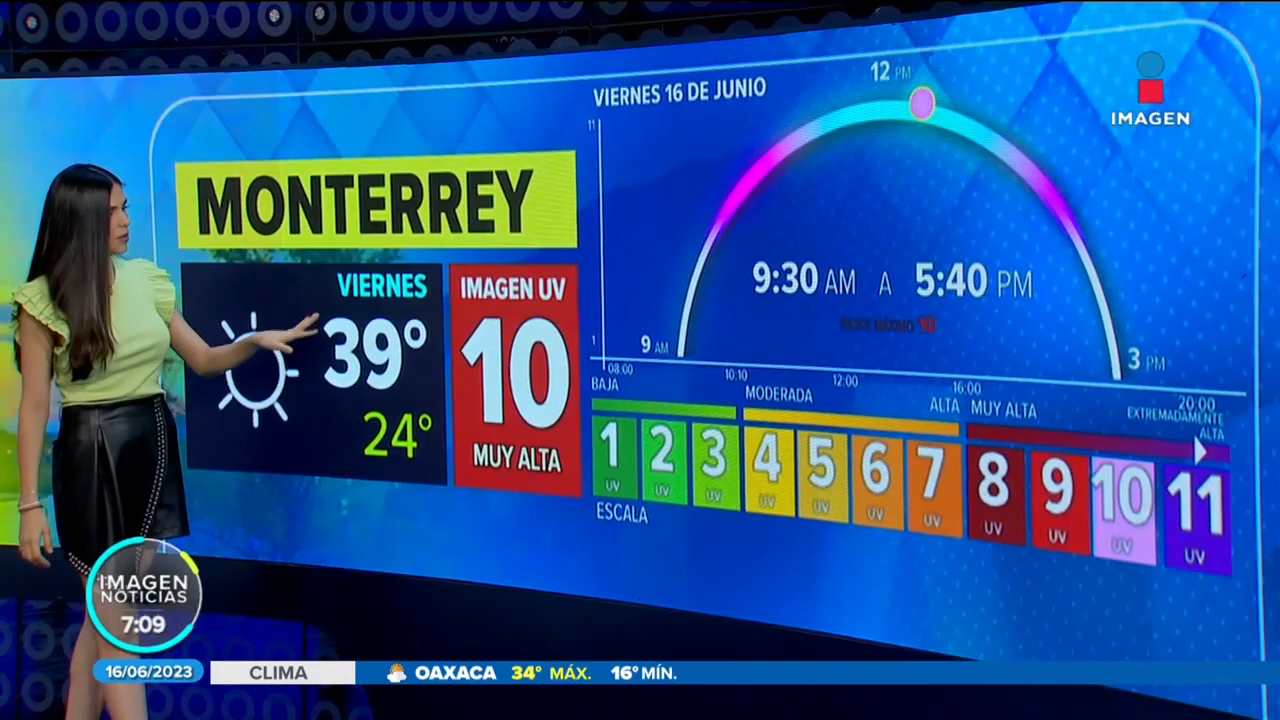 VIERNES 16 DE JUNIO
12 PM
IMAGEN
11
MONTERREY
VIERNES
39°
24°
IMAGEN UV
10
MUY ALTA
9:30 AM A 5:40 PM
10
1
9 AM
3 PM
08:00 10:10 12:00 16:00 20:00
BAJA MODERADA ALTA MUY ALTA EXTREMADAMENTE
ALTA
1 2 3 4 5 6 7 8 9 10 11
UV UV UV UV UV UV UV UV UV UV UV
ESCALA
IMAGEN
NOTICIAS
7:09
16/06/2023 CLIMA OAXACA 34° MÁX. 16° MÍN.